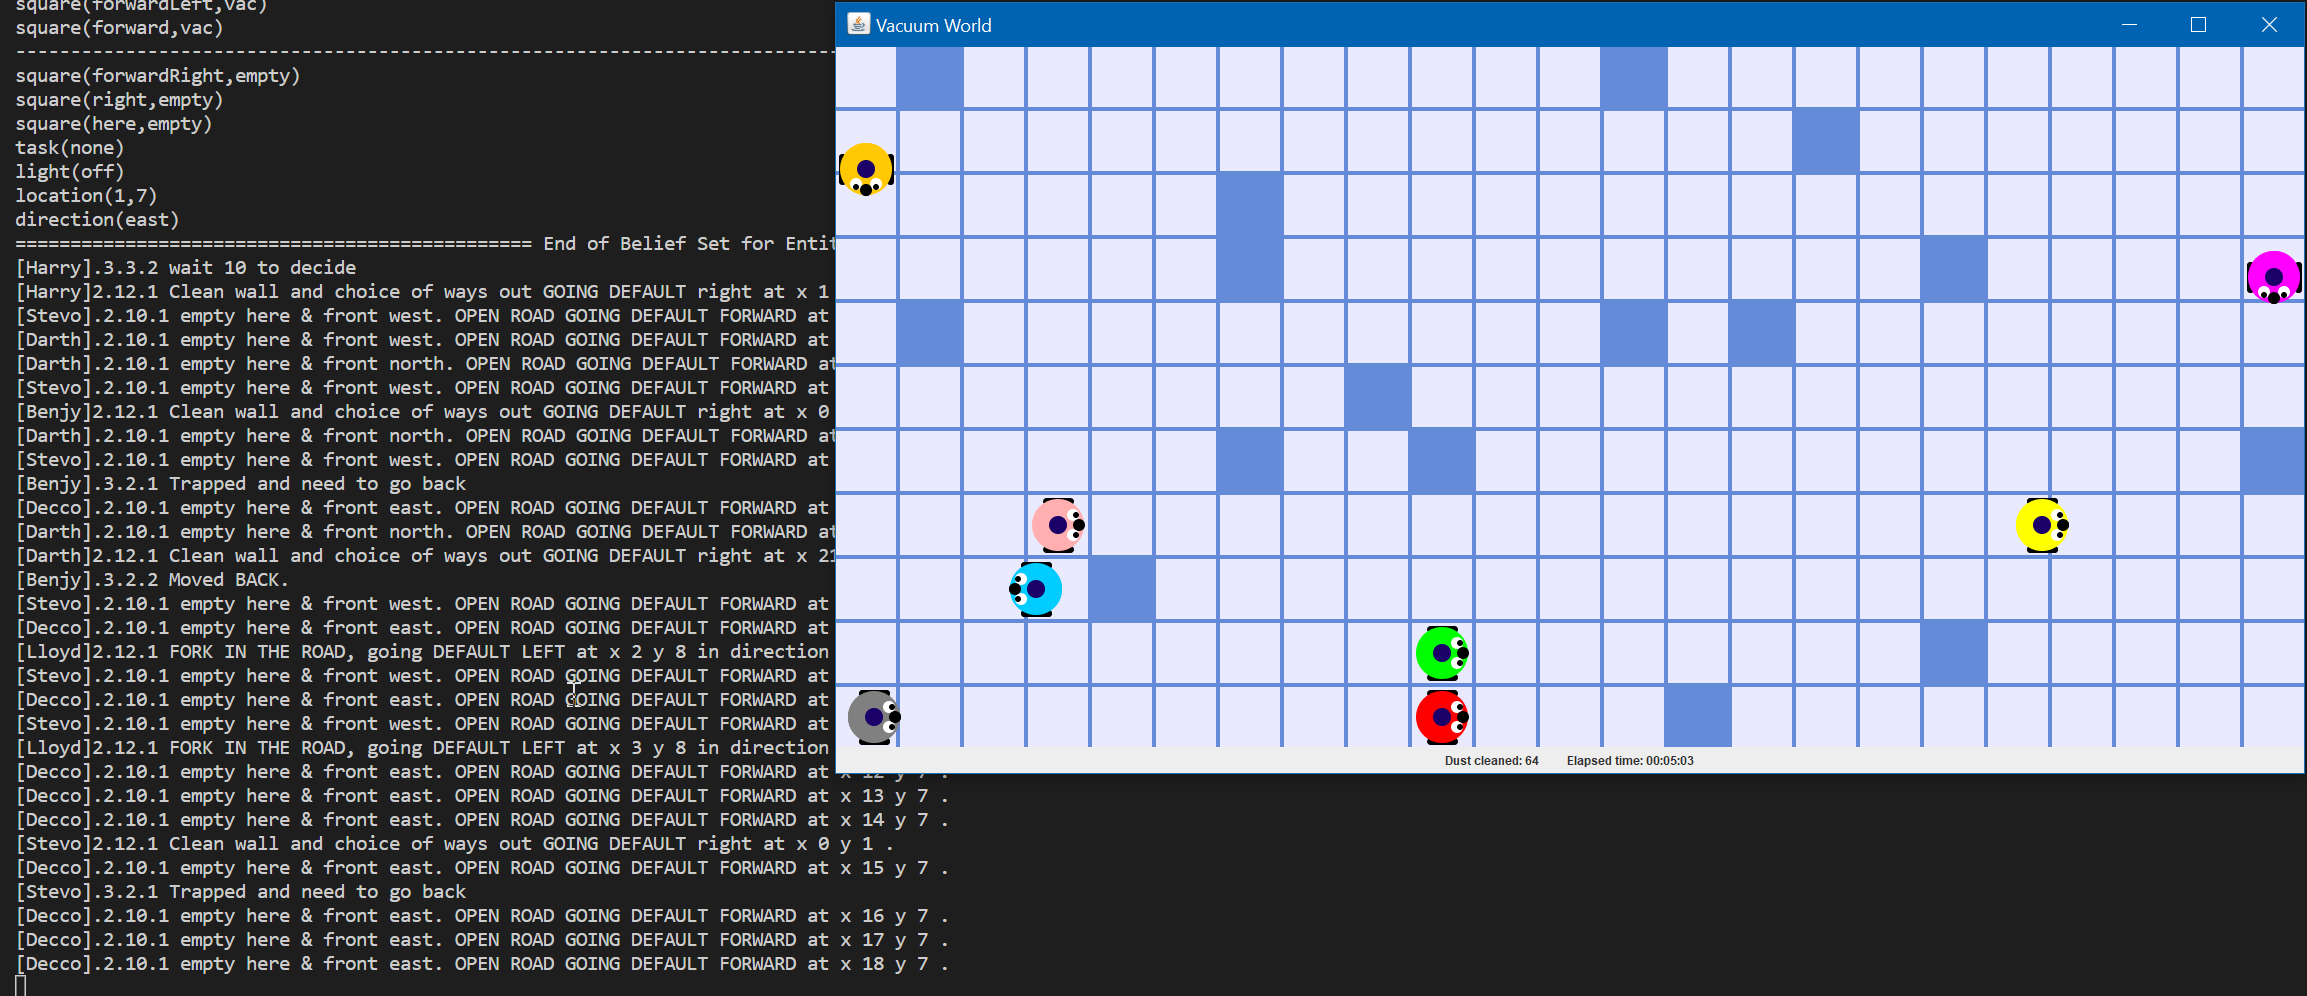 square(forwardLeft,vac)
square(forward,vac)
---------------------------------------------------------------------------
square(forwardRight,empty)
square(right,empty)
square(here,empty)
task(none)
light(off)
location(1,7)
direction(east)
=============================================== End of Belief Set for Entit
[Harry].3.3.2 wait 10 to decide
[Harry]2.12.1 Clean wall and choice of ways out GOING DEFAULT right at x 1
[Stevo].2.10.1 empty here & front west. OPEN ROAD GOING DEFAULT FORWARD at
[Darth].2.10.1 empty here & front west. OPEN ROAD GOING DEFAULT FORWARD at
[Darth].2.10.1 empty here & front north. OPEN ROAD GOING DEFAULT FORWARD at
[Stevo].2.10.1 empty here & front west. OPEN ROAD GOING DEFAULT FORWARD at
[Benjy]2.12.1 Clean wall and choice of ways out GOING DEFAULT right at x 0
[Darth].2.10.1 empty here & front north. OPEN ROAD GOING DEFAULT FORWARD at
[Stevo].2.10.1 empty here & front west. OPEN ROAD GOING DEFAULT FORWARD at
[Benjy].3.2.1 Trapped and need to go back
[Decco].2.10.1 empty here & front east. OPEN ROAD GOING DEFAULT FORWARD at
[Darth].2.10.1 empty here & front north. OPEN ROAD GOING DEFAULT FORWARD at
[Darth]2.12.1 Clean wall and choice of ways out GOING DEFAULT right at x 21
[Benjy].3.2.2 Moved BACK.
[Stevo].2.10.1 empty here & front west. OPEN ROAD GOING DEFAULT FORWARD at
[Decco].2.10.1 empty here & front east. OPEN ROAD GOING DEFAULT FORWARD at
[Lloyd]2.12.1 FORK IN THE ROAD, going DEFAULT LEFT at x 2 y 8 in direction
[Stevo].2.10.1 empty here & front west. OPEN ROAD GOING DEFAULT FORWARD at
[Decco].2.10.1 empty here & front east. OPEN ROAD GOING DEFAULT FORWARD at
[Stevo].2.10.1 empty here & front west. OPEN ROAD GOING DEFAULT FORWARD at
[Lloyd]2.12.1 FORK IN THE ROAD, going DEFAULT LEFT at x 3 y 8 in direction
[Decco].2.10.1 empty here & front east. OPEN ROAD GOING DEFAULT FORWARD at x 12 y 7 .
[Decco].2.10.1 empty here & front east. OPEN ROAD GOING DEFAULT FORWARD at x 13 y 7 .
[Decco].2.10.1 empty here & front east. OPEN ROAD GOING DEFAULT FORWARD at x 14 y 7 .
[Stevo]2.12.1 Clean wall and choice of ways out GOING DEFAULT right at x 0 y 1 .
[Decco].2.10.1 empty here & front east. OPEN ROAD GOING DEFAULT FORWARD at x 15 y 7 .
[Stevo].3.2.1 Trapped and need to go back
[Decco].2.10.1 empty here & front east. OPEN ROAD GOING DEFAULT FORWARD at x 16 y 7 .
[Decco].2.10.1 empty here & front east. OPEN ROAD GOING DEFAULT FORWARD at x 17 y 7 .
[Decco].2.10.1 empty here & front east. OPEN ROAD GOING DEFAULT FORWARD at x 18 y 7 .
Vacuum World
Dust cleaned: 64 Elapsed time: 00:05:03